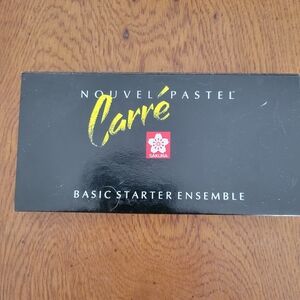 NOUVEL PASTEL
Carré
SAKURA
BASIC STARTER ENSEMBLE